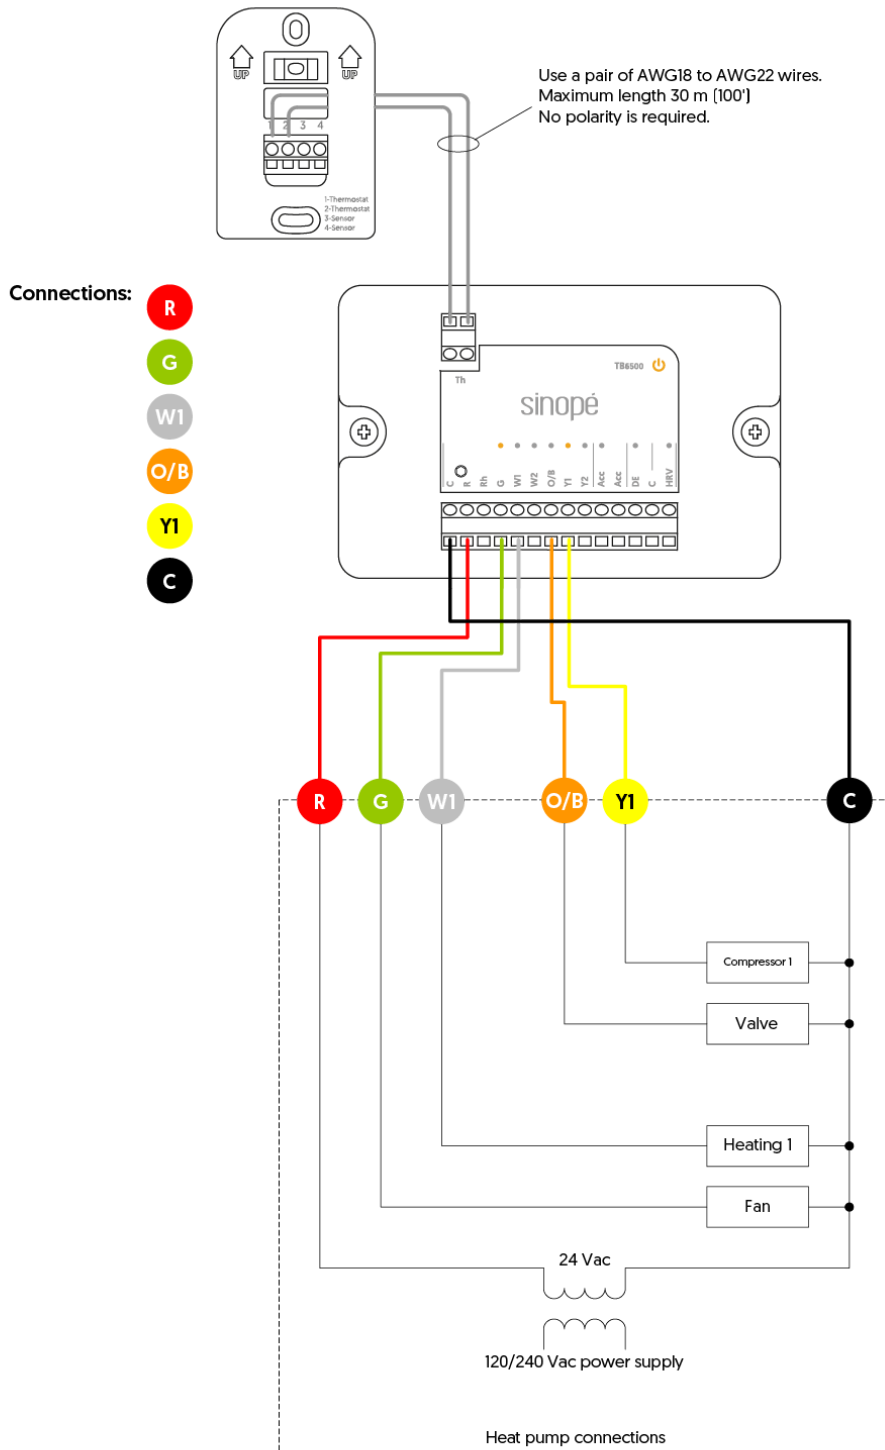 UP
UP
1 2 3 4
1-Thermostat
2-Thermostat
3-Sensor
4-Sensor
Use a pair of AWG18 to AWG22 wires.
Maximum length 30 m (100')
No polarity is required.
Connections:
R
G
W1
O/B
Y1
C
Th
TB6500
sinopé
C R Rh G W1 W2 O/B Y1 Y2 Acc Acc DE C HRV
R G W1 O/B Y1 C
Compressor 1
Valve
Heating 1
Fan
24 Vac
120/240 Vac power supply
Heat pump connections